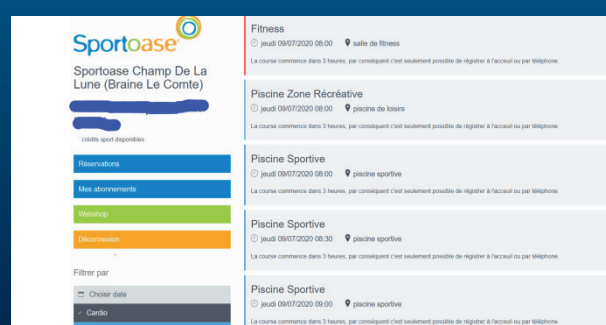 Sportoase
Sportoase Champ De La
Lune (Braine Le Comte)
crédits sport disponibles
Réservations
Mes abonnements
Webshop
Déconnexion
Filtrer par
Choisir date
Cardio
Fitness
jeudi 09/07/2020 08:00 salle de fitness
La course commence dans 3 heures, par conséquent c'est seulement possible de régistrer à l'acceuil ou par téléphone.
Piscine Zone Récréative
jeudi 09/07/2020 08:00 piscine de loisirs
La course commence dans 3 heures, par conséquent c'est seulement possible de régistrer à l'acceuil ou par téléphone.
Piscine Sportive
jeudi 09/07/2020 08:00 piscine sportive
La course commence dans 3 heures, par conséquent c'est seulement possible de régistrer à l'acceuil ou par téléphone.
Piscine Sportive
jeudi 09/07/2020 08:30 piscine sportive
La course commence dans 3 heures, par conséquent c'est seulement possible de régistrer à l'acceuil ou par téléphone.
Piscine Sportive
jeudi 09/07/2020 09:00 piscine sportive
La course commence dans 3 heures, par conséquent c'est seulement possible de régistrer à l'acceuil ou par téléphone.